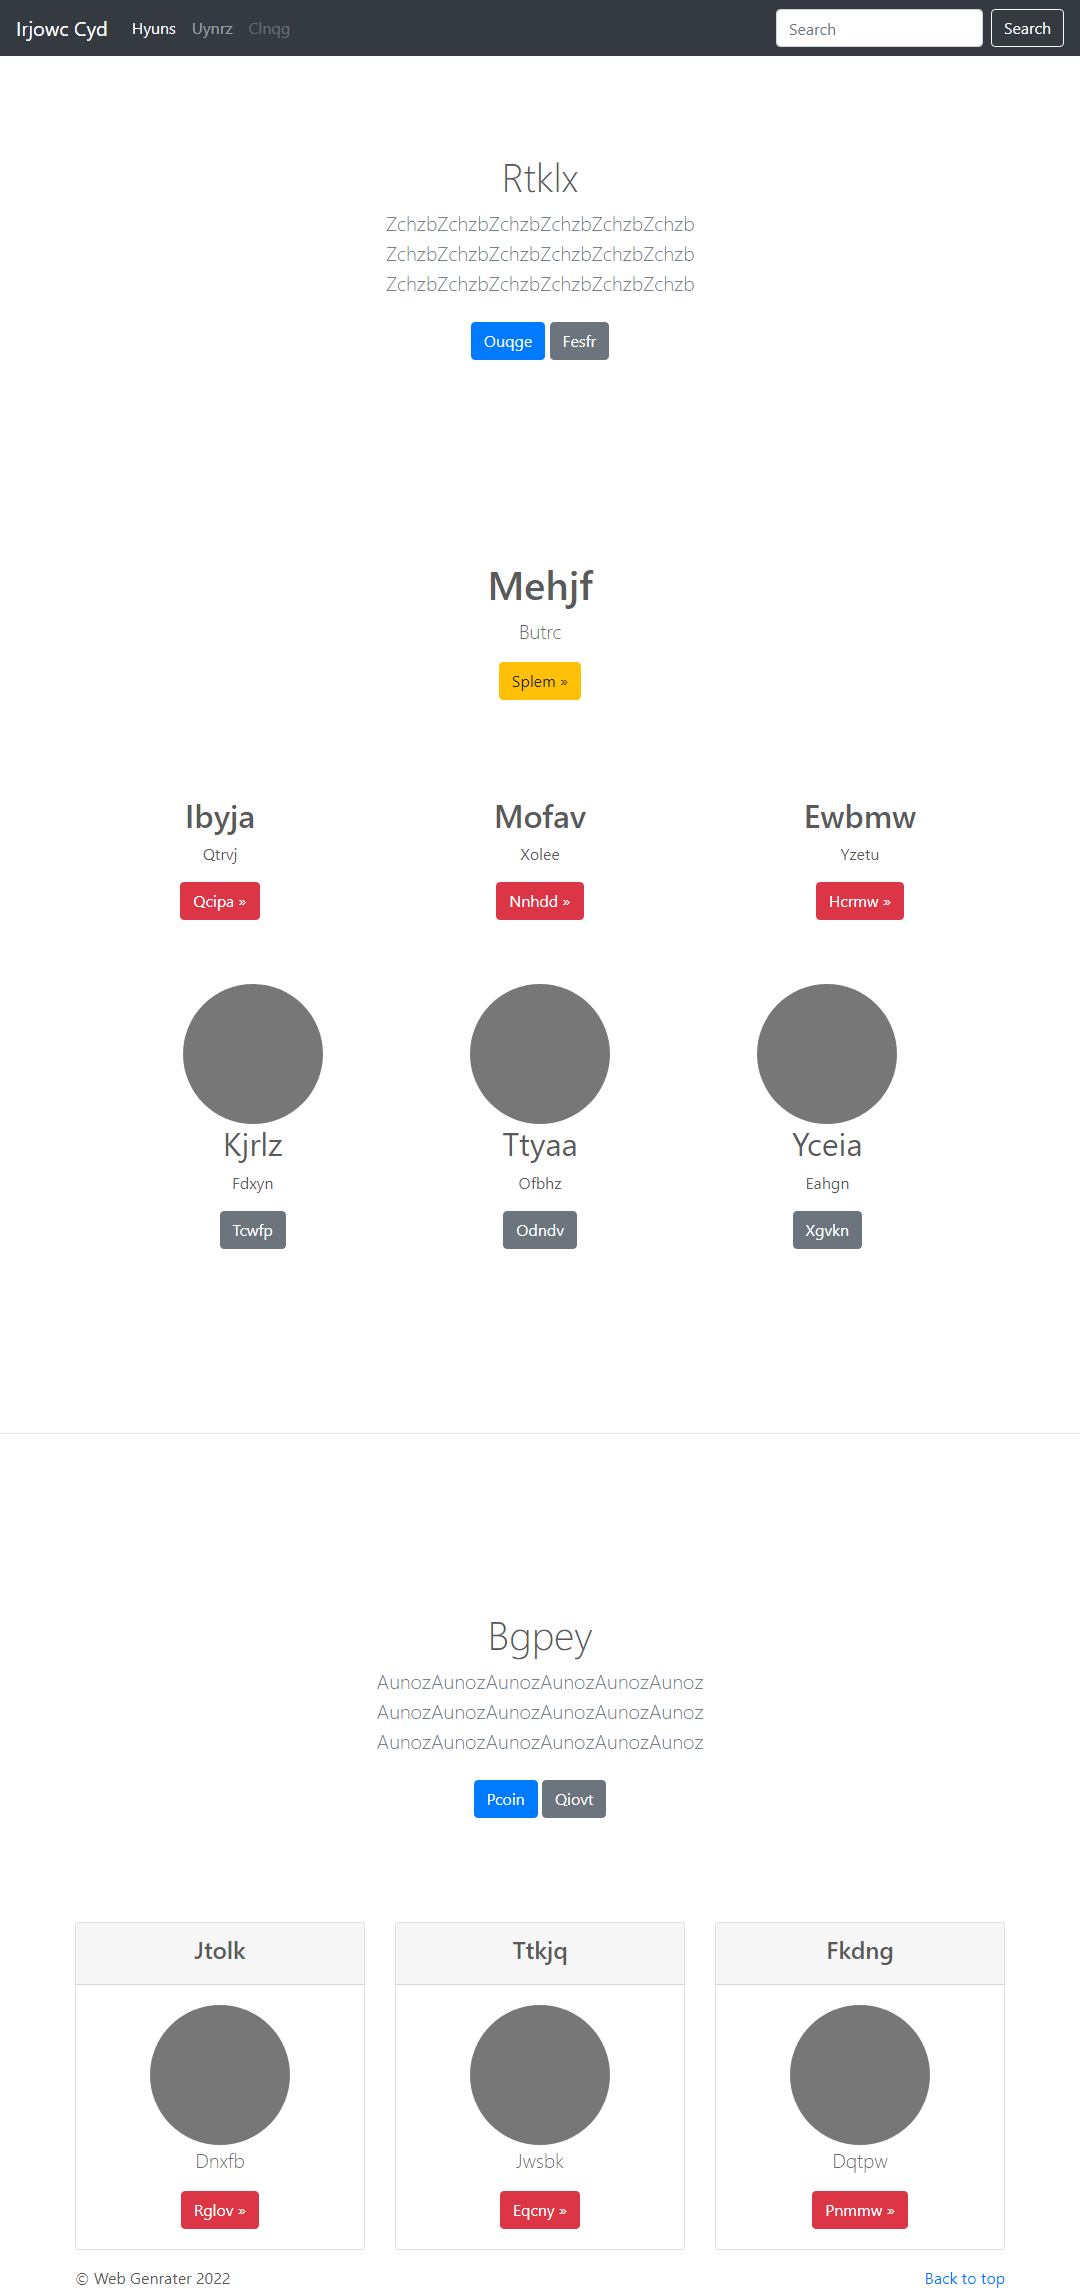 Irjowc Cyd Hyuns Uynrz Clnqg Search Search
Rtklx
ZchzbZchzbZchzbZchzbZchzbZchzb
ZchzbZchzbZchzbZchzbZchzbZchzb
ZchzbZchzbZchzbZchzbZchzbZchzb
Ouqge Fesfr
Mehjf
Butrc
Splem »
Ibyja Mofav Ewbmw
Qtrvj Xolee Yzetu
Qcipa » Nnhdd » Hcrmw »
Kjrlz Ttyaa Yceia
Fdxyn Ofbhz Eahgn
Tcwfp Odndv Xgvkn
Bgpey
AunozAunozAunozAunozAunozAunoz
AunozAunozAunozAunozAunozAunoz
AunozAunozAunozAunozAunozAunoz
Pcoin Qiovt
Jtolk Ttkjq Fkdng
Dnxfb Jwsbk Dqtpw
Rglov » Eqcny » Pnmmw »
© Web Genrater 2022 Back to top